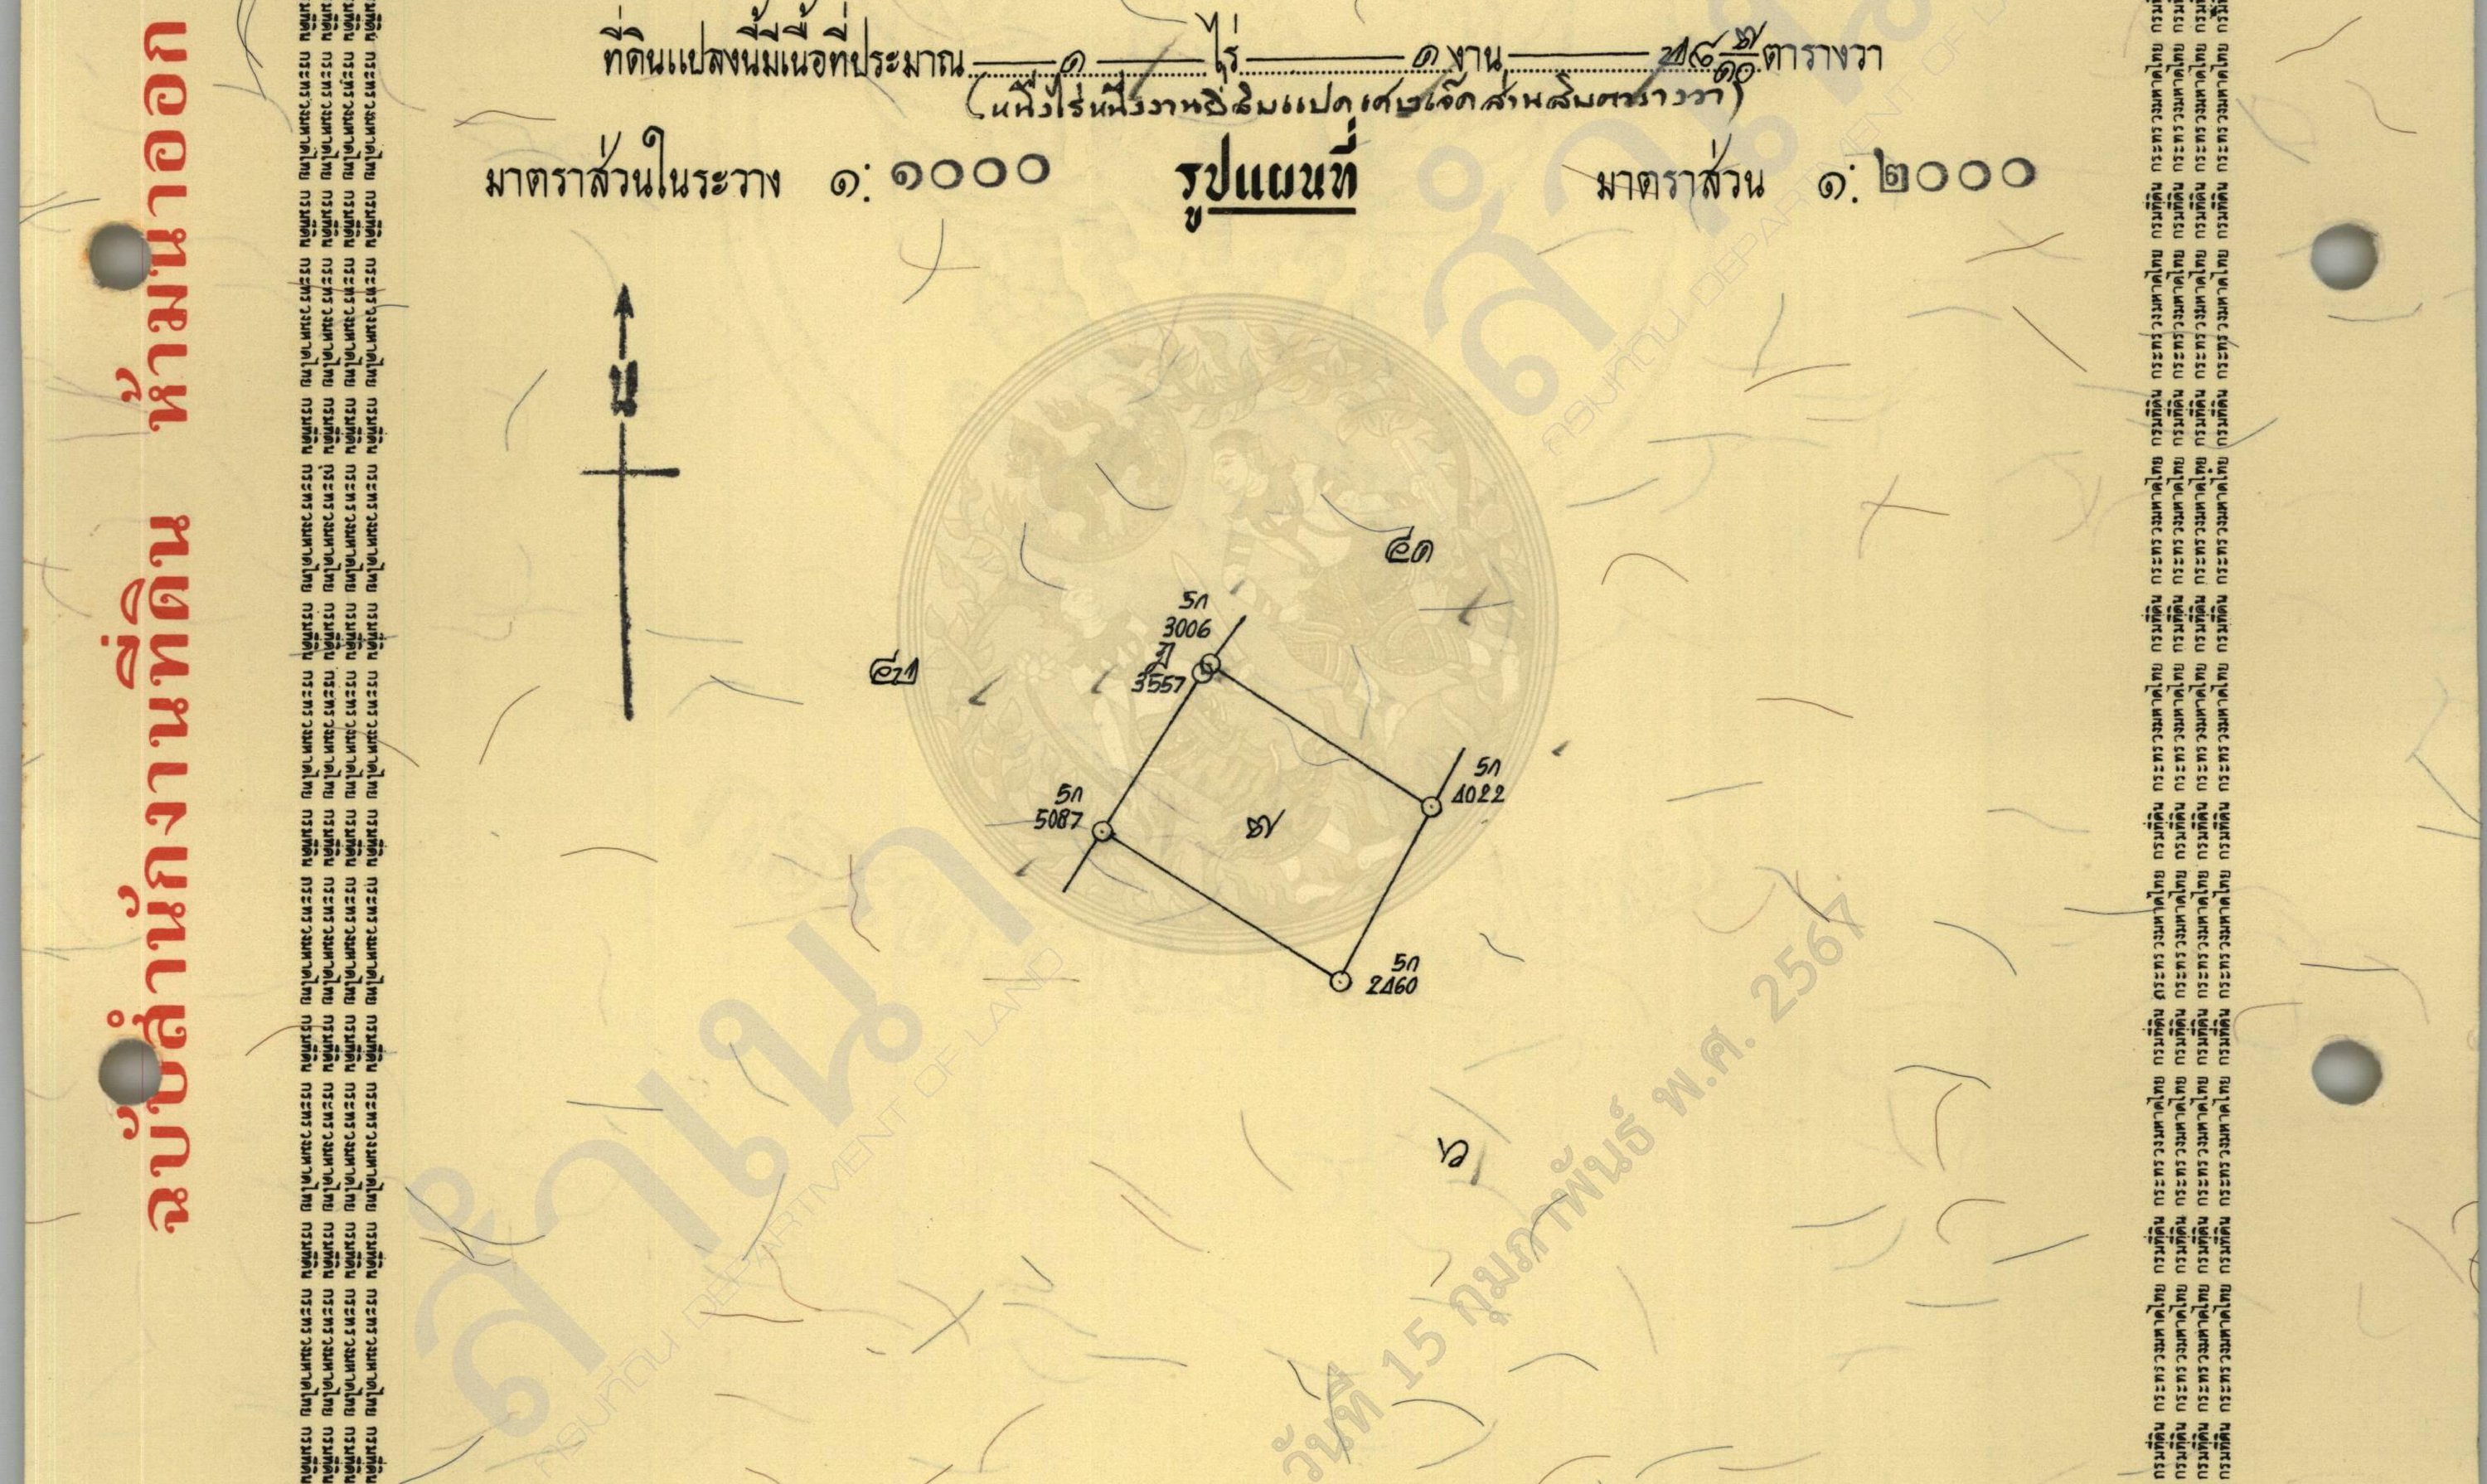 ที่ดินแปลงนี้มีเนื้อที่ประมาณ ๑ ไร่ ๑ งาน ๒๘ ๗/๑๐ ตารางวา
(หนึ่งไร่หนึ่งงานยี่สิบแปดเศษเจ็ดส่วนสิบตารางวา)
มาตราส่วนในระวาง ๑:๑๐๐๐
รูปแผนที่
มาตราส่วน ๑:๒๐๐๐
น
๕๑
5ก
3006
3557
๕๒
5ก
4022
5ก
5087
๗
5ก
2460
๖
ฉบับสำนักงานที่ดิน ห้ามนำออก
กรมที่ดิน กระทรวงมหาดไทย
สำเนา
กรมที่ดิน DEPARTMENT OF LAND
วันที่ 15 กุมภาพันธ์ พ.ศ. 2567